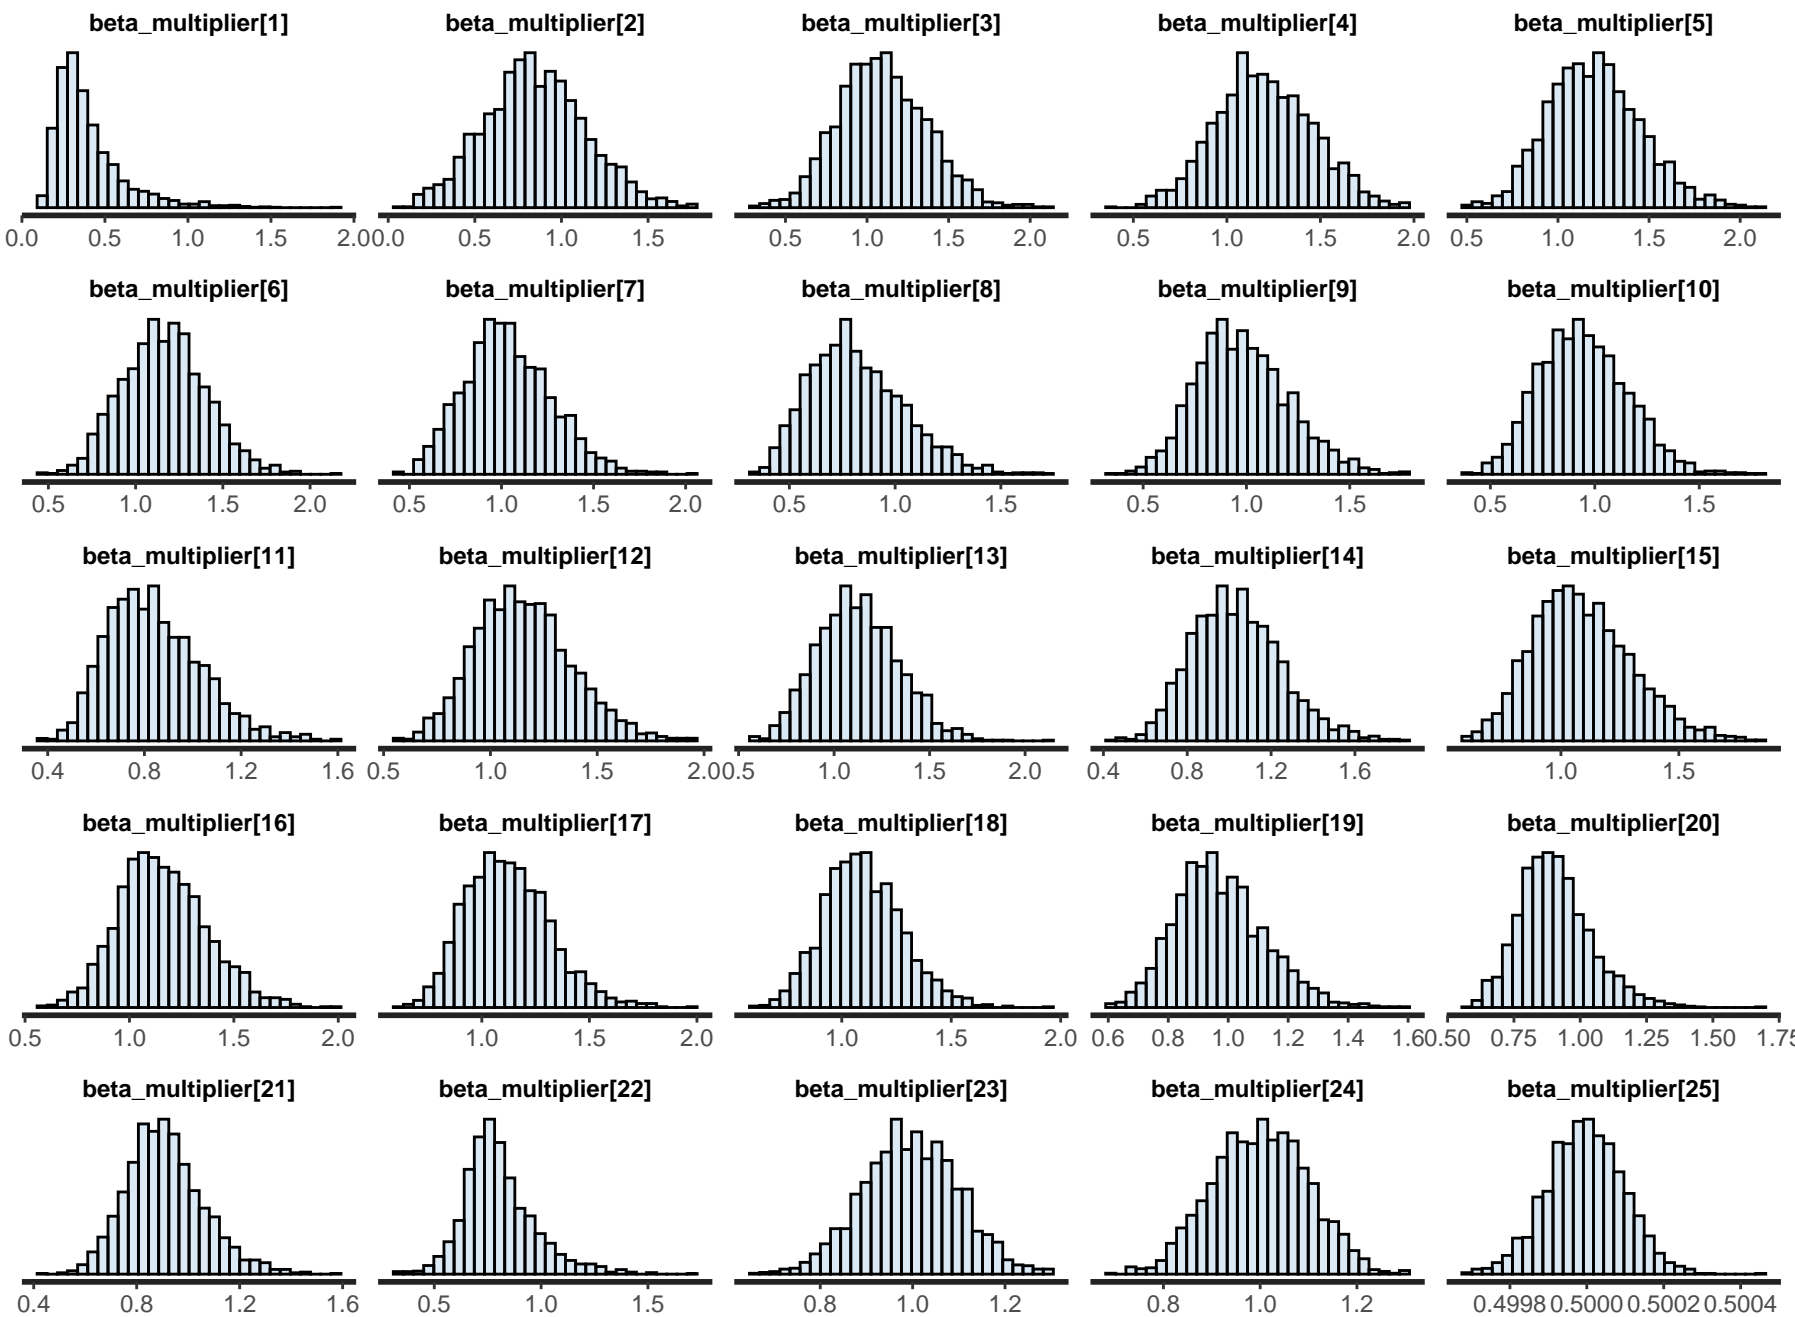 beta_multiplier[1] beta_multiplier[2] beta_multiplier[3] beta_multiplier[4] beta_multiplier[5]
0.0 0.5 1.0 1.5 2.0 0.0 0.5 1.0 1.5 0.5 1.0 1.5 2.0 0.5 1.0 1.5 2.0 0.5 1.0 1.5 2.0
beta_multiplier[6] beta_multiplier[7] beta_multiplier[8] beta_multiplier[9] beta_multiplier[10]
0.5 1.0 1.5 2.0 0.5 1.0 1.5 2.0 0.5 1.0 1.5 0.5 1.0 1.5 0.5 1.0 1.5
beta_multiplier[11] beta_multiplier[12] beta_multiplier[13] beta_multiplier[14] beta_multiplier[15]
0.4 0.8 1.2 1.6 0.5 1.0 1.5 2.0 0.5 1.0 1.5 2.0 0.4 0.8 1.2 1.6 1.0 1.5
beta_multiplier[16] beta_multiplier[17] beta_multiplier[18] beta_multiplier[19] beta_multiplier[20]
0.5 1.0 1.5 2.0 1.0 1.5 2.0 1.0 1.5 2.0 0.6 0.8 1.0 1.2 1.4 1.6 0.50 0.75 1.00 1.25 1.50 1.75
beta_multiplier[21] beta_multiplier[22] beta_multiplier[23] beta_multiplier[24] beta_multiplier[25]
0.4 0.8 1.2 1.6 0.5 1.0 1.5 0.8 1.0 1.2 0.8 1.0 1.2 0.4998 0.5000 0.5002 0.5004